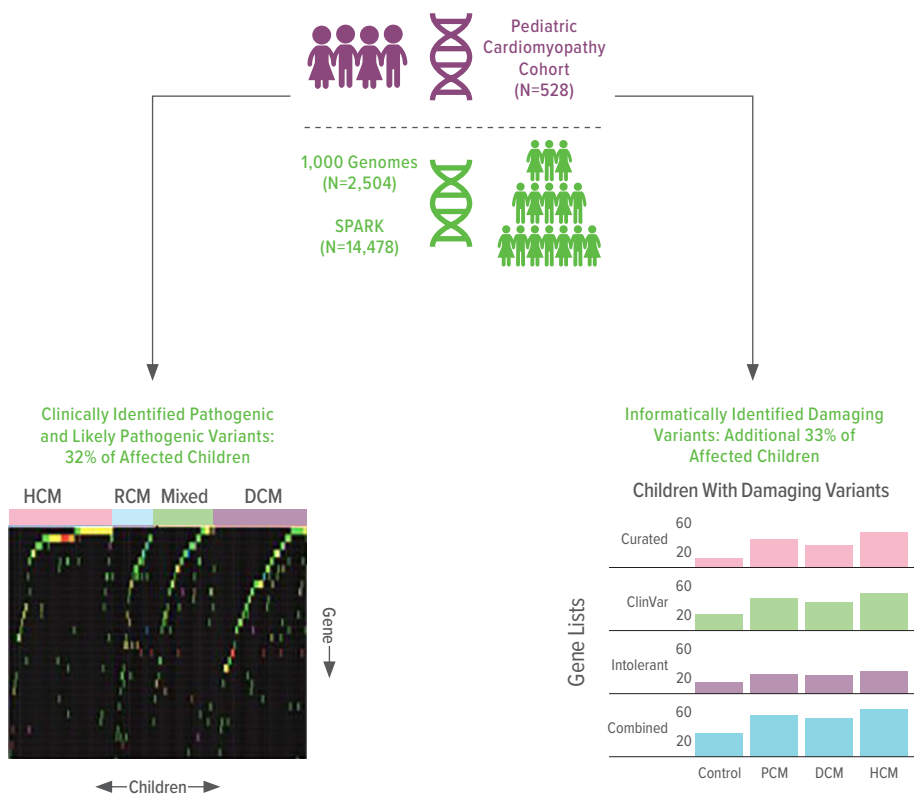 Pediatric
Cardiomyopathy
Cohort
(N=528)
1,000 Genomes
(N=2,504)
SPARK
(N=14,478)
Clinically Identified Pathogenic
and Likely Pathogenic Variants:
32% of Affected Children
HCM RCM Mixed DCM
Gene
Children
Informatically Identified Damaging
Variants: Additional 33% of
Affected Children
Children With Damaging Variants
Gene Lists
Curated
60
20
ClinVar
60
20
Intolerant
60
20
Combined
60
20
Control PCM DCM HCM